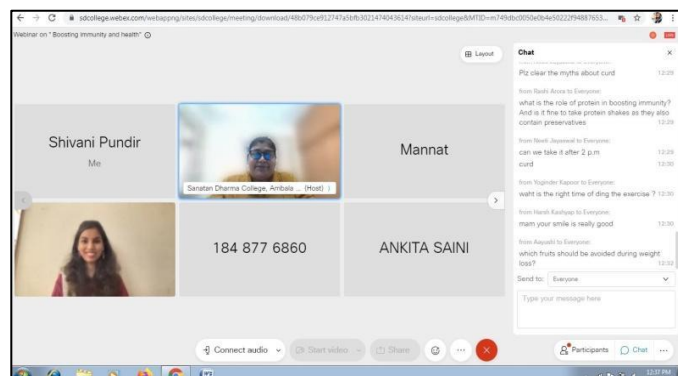 sdcollege.webex.com/webappng/sites/sdcollege/meeting/download/48b079ce912747a5bfb3021474043614?siteurl=sdcollege&MTID=m749dbc0050e0b4e50222f94887653...
Webinar on " Boosting immunity and health"
Layout
Shivani Pundir
Me
Sanatan Dharma College, Ambala ... (Host)
Mannat
184 877 6860
ANKITA SAINI
Connect audio
Start video
Share
Chat
Plz clear the myths about curd 12:29
from Rashi Arora to Everyone:
what is the role of protein in boosting immunity?
And is it fine to take protein shakes as they also
contain preservatives 12:29
to Everyone:
can we take it after 2 p.m 12:29
curd 12:30
from Yoginder Kapoor to Everyone:
waht is the right time of ding the exercise ? 12:30
from Harsh Kashyap to Everyone:
mam your smile is really good 12:30
from Aayushi to Everyone:
which fruits should be avoided during weight
loss? 12:32
Send to: Everyone
Type your message here
Participants
Chat
12:37 PM